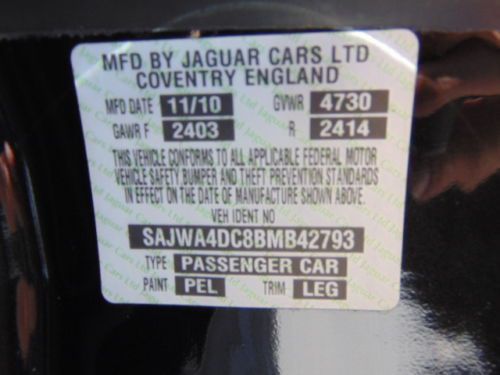 MFD BY JAGUAR CARS LTD
COVENTRY ENGLAND
MFD DATE 11/10 GVWR 4730
GAWR F 2403 R 2414
THIS VEHICLE CONFORMS TO ALL APPLICABLE FEDERAL MOTOR
VEHICLE SAFETY BUMPER AND THEFT PREVENTION STANDARDS
IN EFFECT ON THE DATE OF MANUFACTURE SHOWN ABOVE.
VEH IDENT NO
SAJWA4DC8BMB42793
TYPE PASSENGER CAR
PAINT PEL TRIM LEG